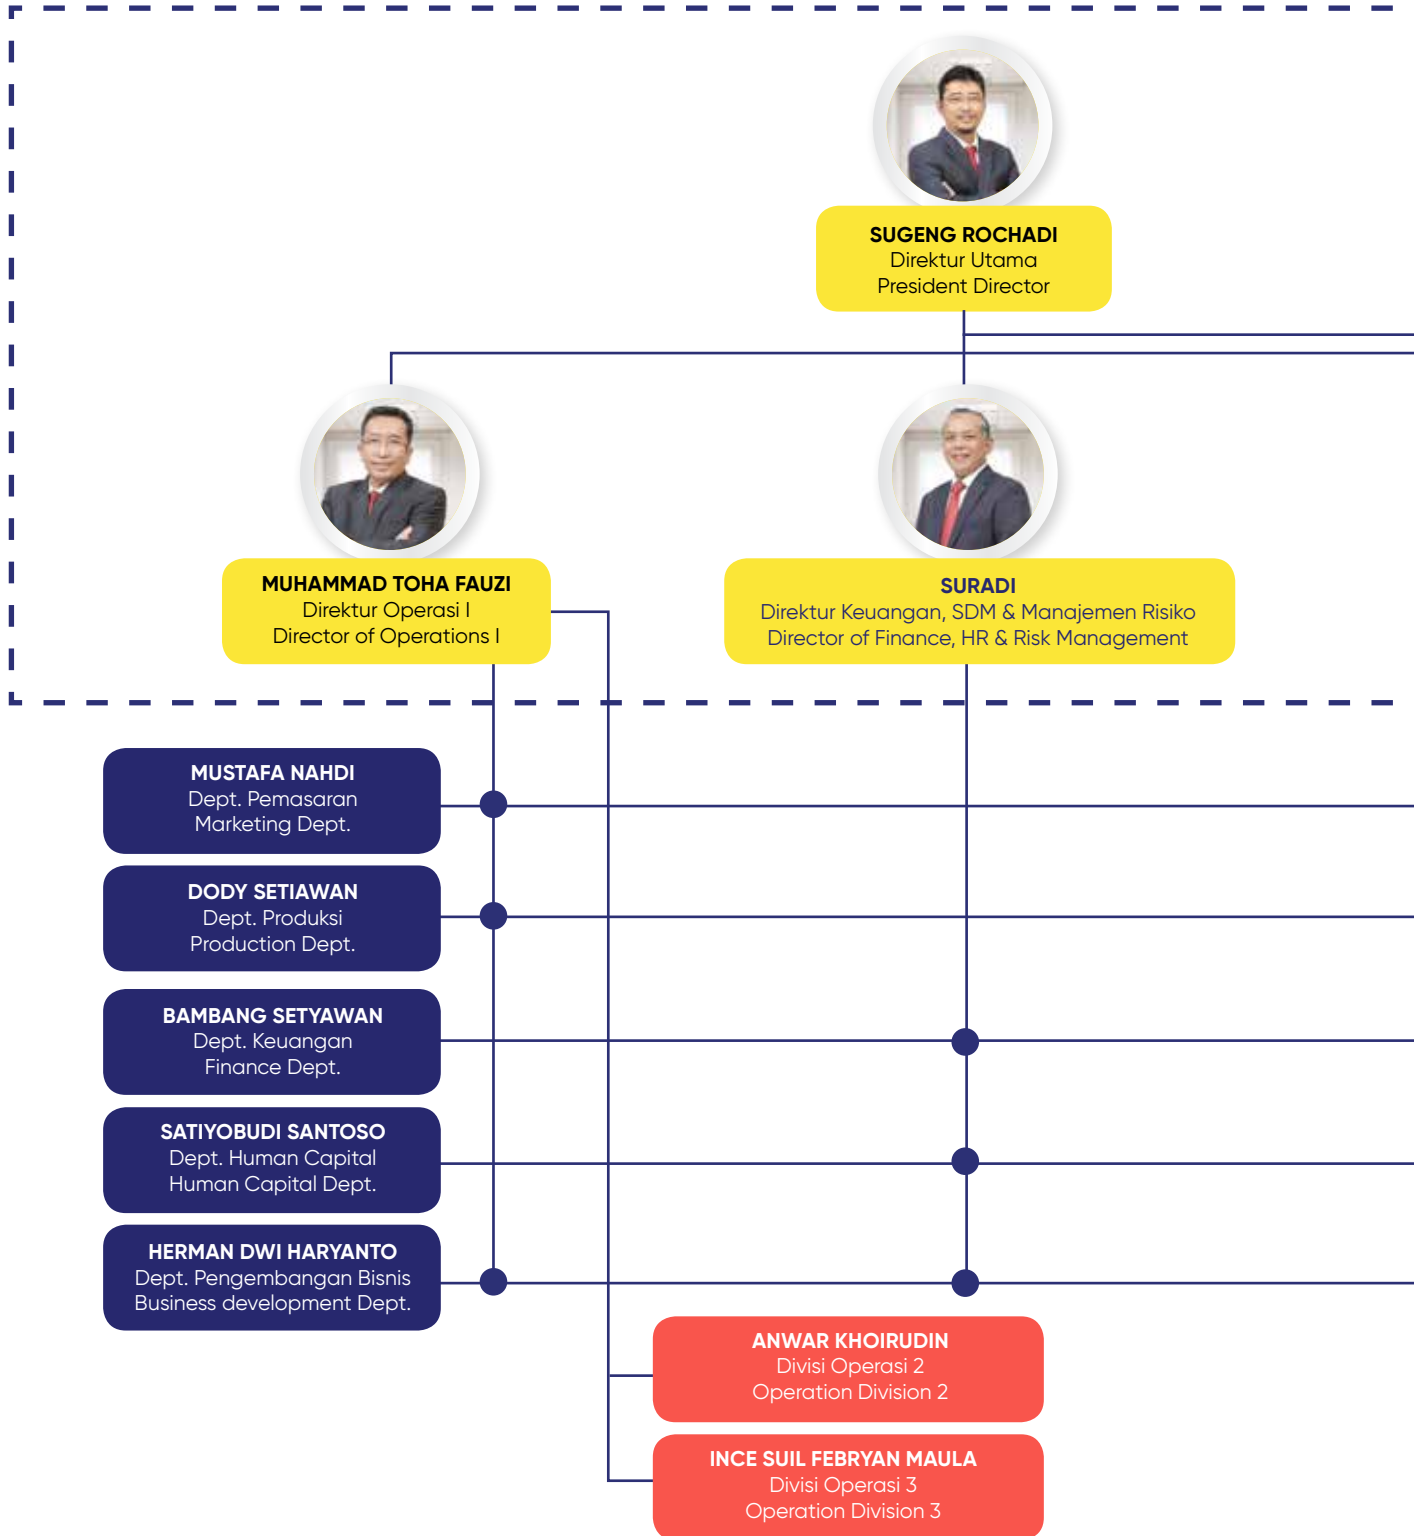 SUGENG ROCHADI
Direktur Utama
President Director
MUHAMMAD TOHA FAUZI
Direktur Operasi I
Director of Operations I
SURADI
Direktur Keuangan, SDM & Manajemen Risiko
Director of Finance, HR & Risk Management
MUSTAFA NAHDI
Dept. Pemasaran
Marketing Dept.
DODY SETIAWAN
Dept. Produksi
Production Dept.
BAMBANG SETYAWAN
Dept. Keuangan
Finance Dept.
SATIYOBUDI SANTOSO
Dept. Human Capital
Human Capital Dept.
HERMAN DWI HARYANTO
Dept. Pengembangan Bisnis
Business development Dept.
ANWAR KHOIRUDIN
Divisi Operasi 2
Operation Division 2
INCE SUIL FEBRYAN MAULA
Divisi Operasi 3
Operation Division 3